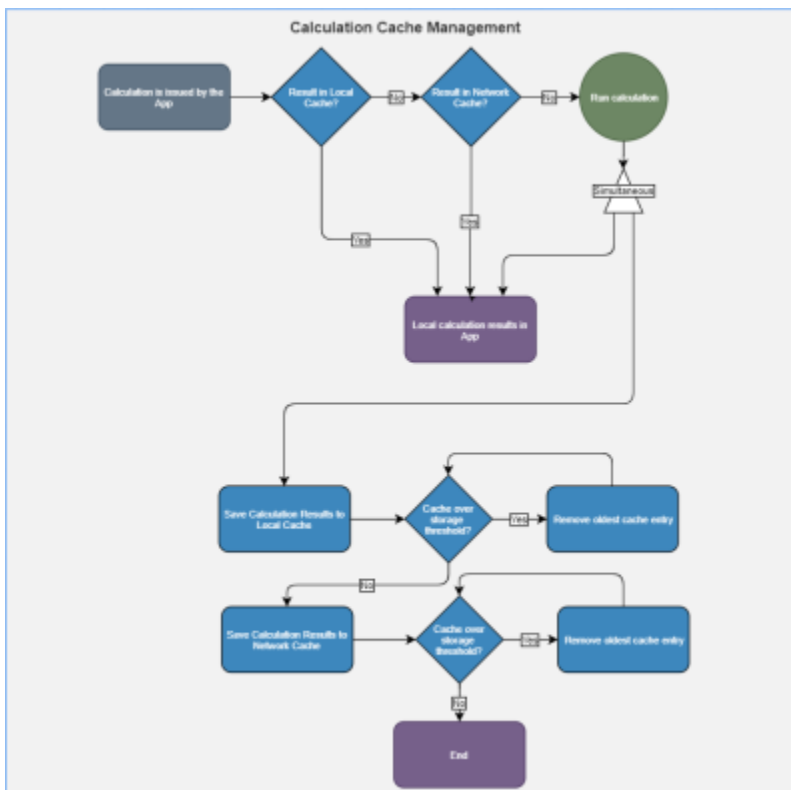 Calculation Cache Management
Calculation is issued by the
App
Result in Local
Cache?
No
Result in Network
Cache?
No
Run calculation
Simultaneous
Yes
Yes
Local calculation results in
App
Save Calculation Results to
Local Cache
Cache over
storage
threshold?
Yes
Remove oldest cache entry
No
Save Calculation Results to
Network Cache
Cache over
storage
threshold?
Yes
Remove oldest cache entry
No
End